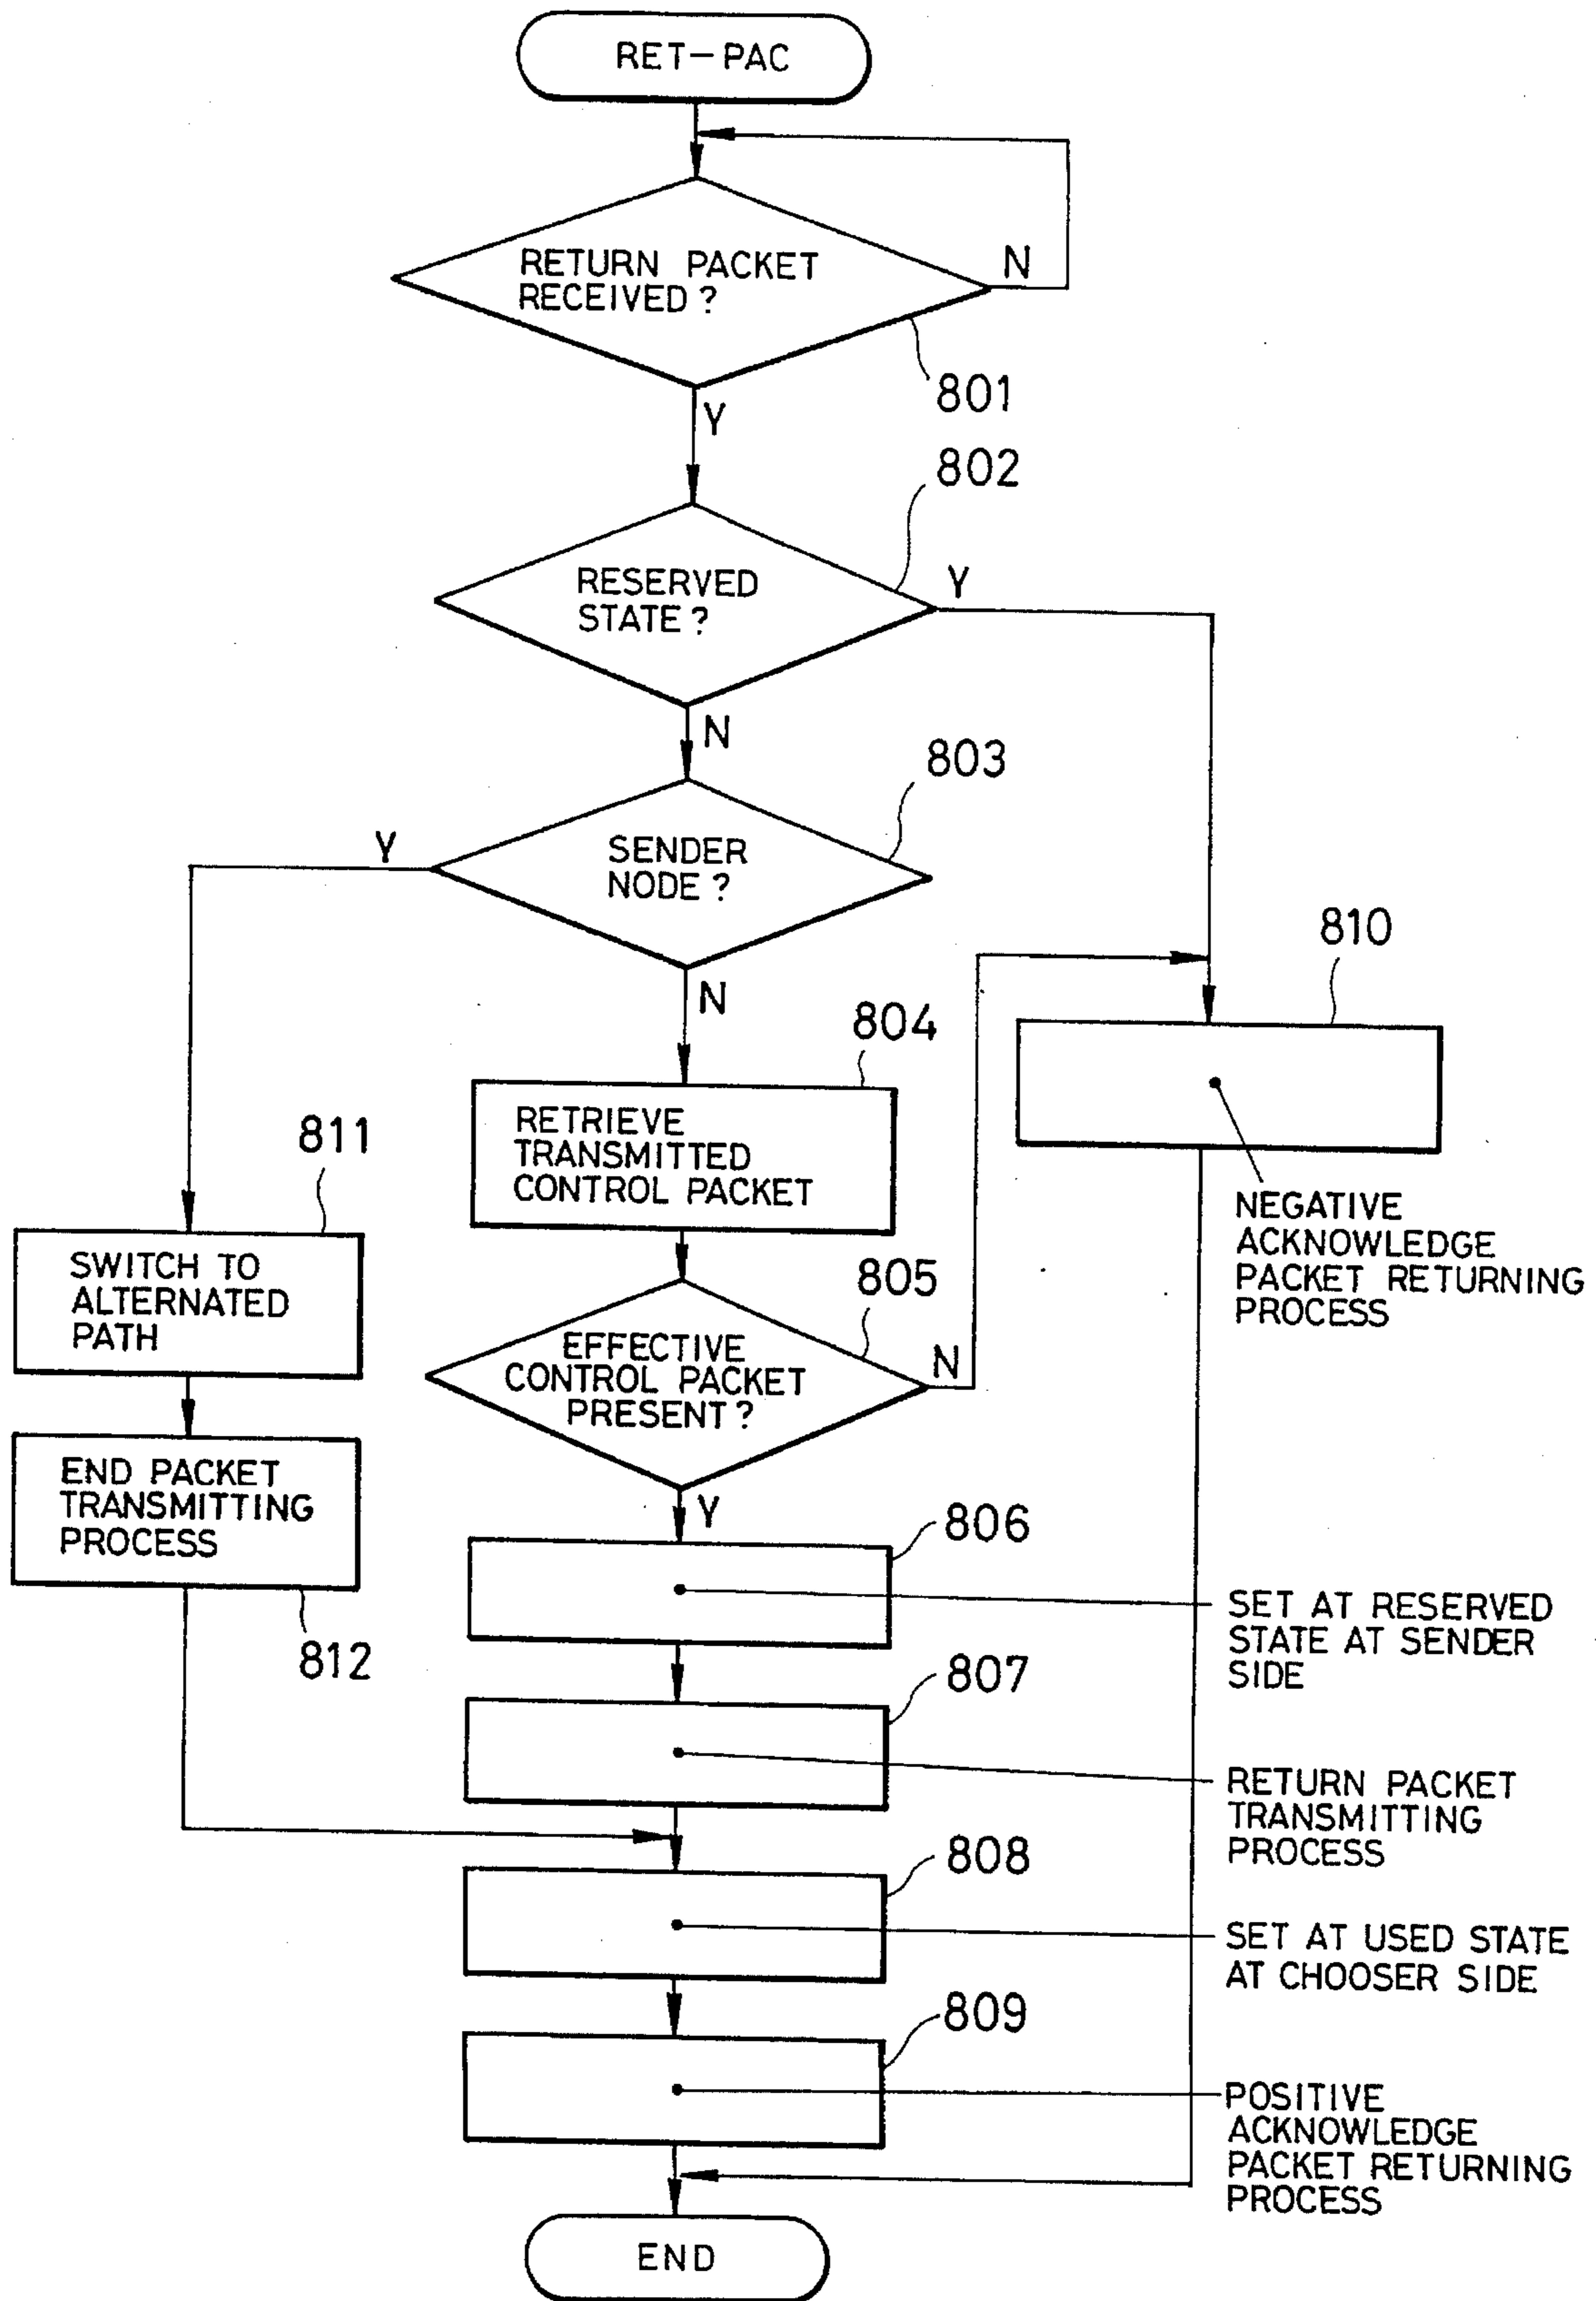 RET-PAC
RETURN PACKET
RECEIVED?
N
801
Y
802
RESERVED
STATE?
Y
N
803
SENDER
NODE?
Y
N
810
804
RETRIEVE
TRANSMITTED
CONTROL PACKET
811
SWITCH TO
ALTERNATED
PATH
NEGATIVE
ACKNOWLEDGE
PACKET RETURNING
PROCESS
805
EFFECTIVE
CONTROL PACKET
PRESENT?
N
Y
END PACKET
TRANSMITTING
PROCESS
812
806
SET AT RESERVED
STATE AT SENDER
SIDE
807
RETURN PACKET
TRANSMITTING
PROCESS
808
SET AT USED STATE
AT CHOOSER SIDE
809
POSITIVE
ACKNOWLEDGE
PACKET RETURNING
PROCESS
END